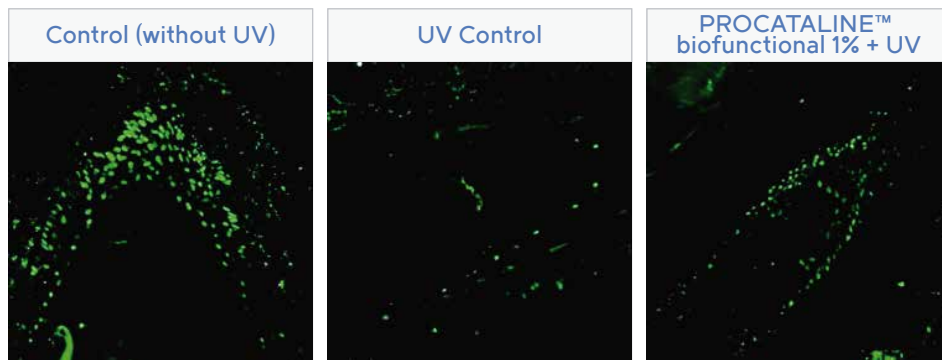 Control (without UV)
UV Control
PROCATALINE™
biofunctional 1% + UV